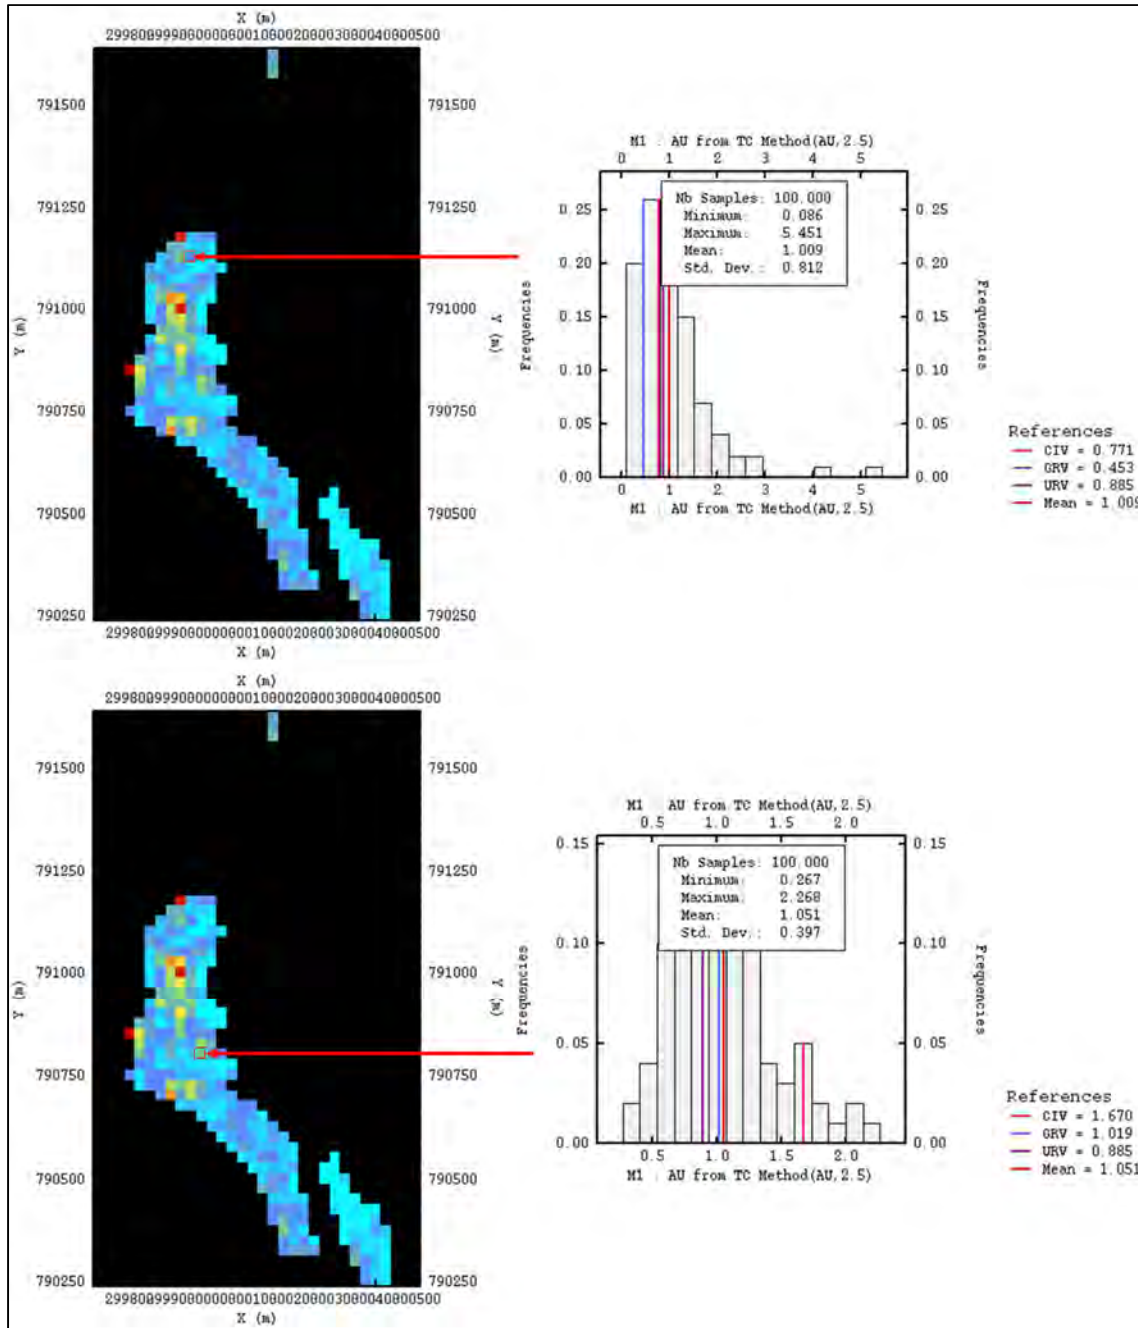 X (m)
791500
791250
791000
790750
790500
790250
Y (m)
X (m)
791500
791250
791000
790750
790500
790250
Y (m)
M1 : AU from TC Method(AU,2.5)
0 1 2 3 4 5
Nb Samples: 100.000
Minimum: 0.086
Maximum: 5.451
Mean: 1.009
Std. Dev.: 0.812
0.25
0.20
0.15
0.10
0.05
0.00
Frequencies
0.25
0.20
0.15
0.10
0.05
0.00
Frequencies
0 1 2 3 4 5
M1 : AU from TC Method(AU,2.5)
References
CIV = 0.771
GRV = 0.453
URV = 0.885
Mean = 1.009
X (m)
791500
791250
791000
790750
790500
790250
Y (m)
X (m)
791500
791250
791000
790750
790500
790250
Y (m)
M1 : AU from TC Method(AU,2.5)
0.5 1.0 1.5 2.0
Nb Samples: 100.000
Minimum: 0.267
Maximum: 2.268
Mean: 1.051
Std. Dev.: 0.397
0.15
0.10
0.05
0.00
Frequencies
0.15
0.10
0.05
0.00
Frequencies
0.5 1.0 1.5 2.0
M1 : AU from TC Method(AU,2.5)
References
CIV = 1.670
GRV = 1.019
URV = 0.885
Mean = 1.051